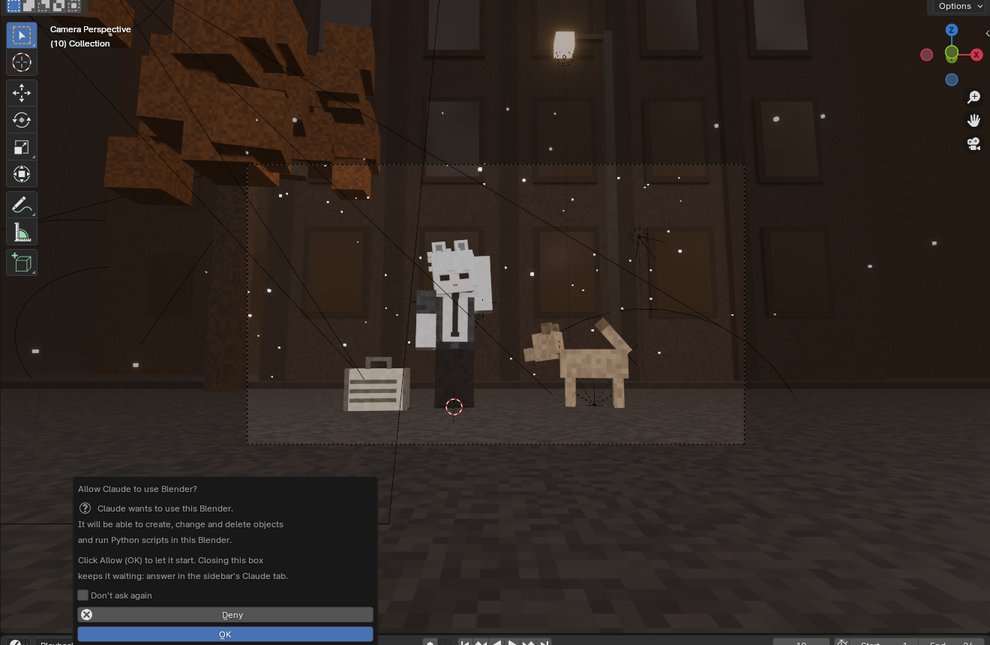 Options
Camera Perspective
(10) Collection
Z
X
Allow Claude to use Blender?
Claude wants to use this Blender.
It will be able to create, change and delete objects
and run Python scripts in this Blender.
Click Allow (OK) to let it start. Closing this box
keeps it waiting: answer in the sidebar's Claude tab.
Don't ask again
Deny
OK